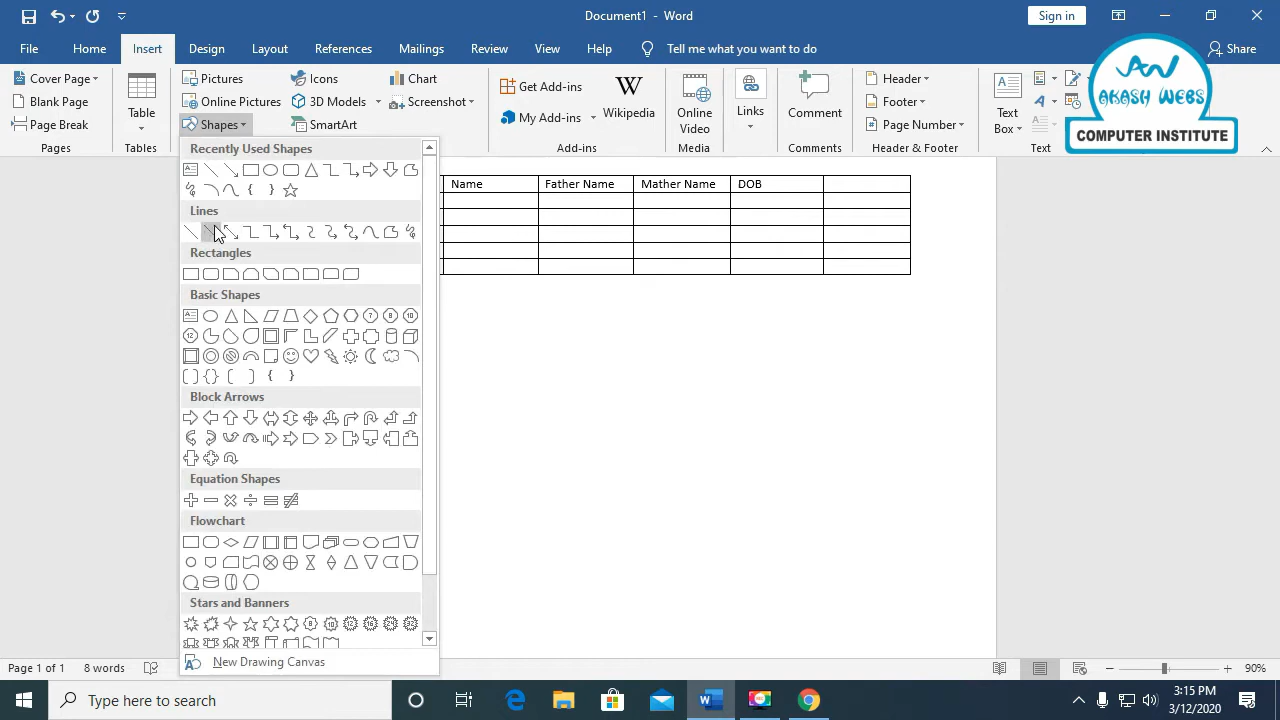 Document1 - Word
Sign in
File Home Insert Design Layout References Mailings Review View Help Tell me what you want to do Share
Cover Page
Blank Page
Page Break
Pages
Table
Tables
Pictures
Online Pictures
Shapes
Icons
3D Models
SmartArt
Chart
Screenshot
Get Add-ins
My Add-ins
Wikipedia
Add-ins
Online
Video
Media
Links
Comment
Comments
Header
Footer
Page Number
Header & Footer
Text
Box
Text
AW
AKASH WEBS
COMPUTER INSTITUTE
Recently Used Shapes
Lines
Rectangles
Basic Shapes
Block Arrows
Equation Shapes
Flowchart
Stars and Banners
New Drawing Canvas
Name Father Name Mather Name DOB
Page 1 of 1 8 words 90%
Type here to search
3:15 PM
3/12/2020